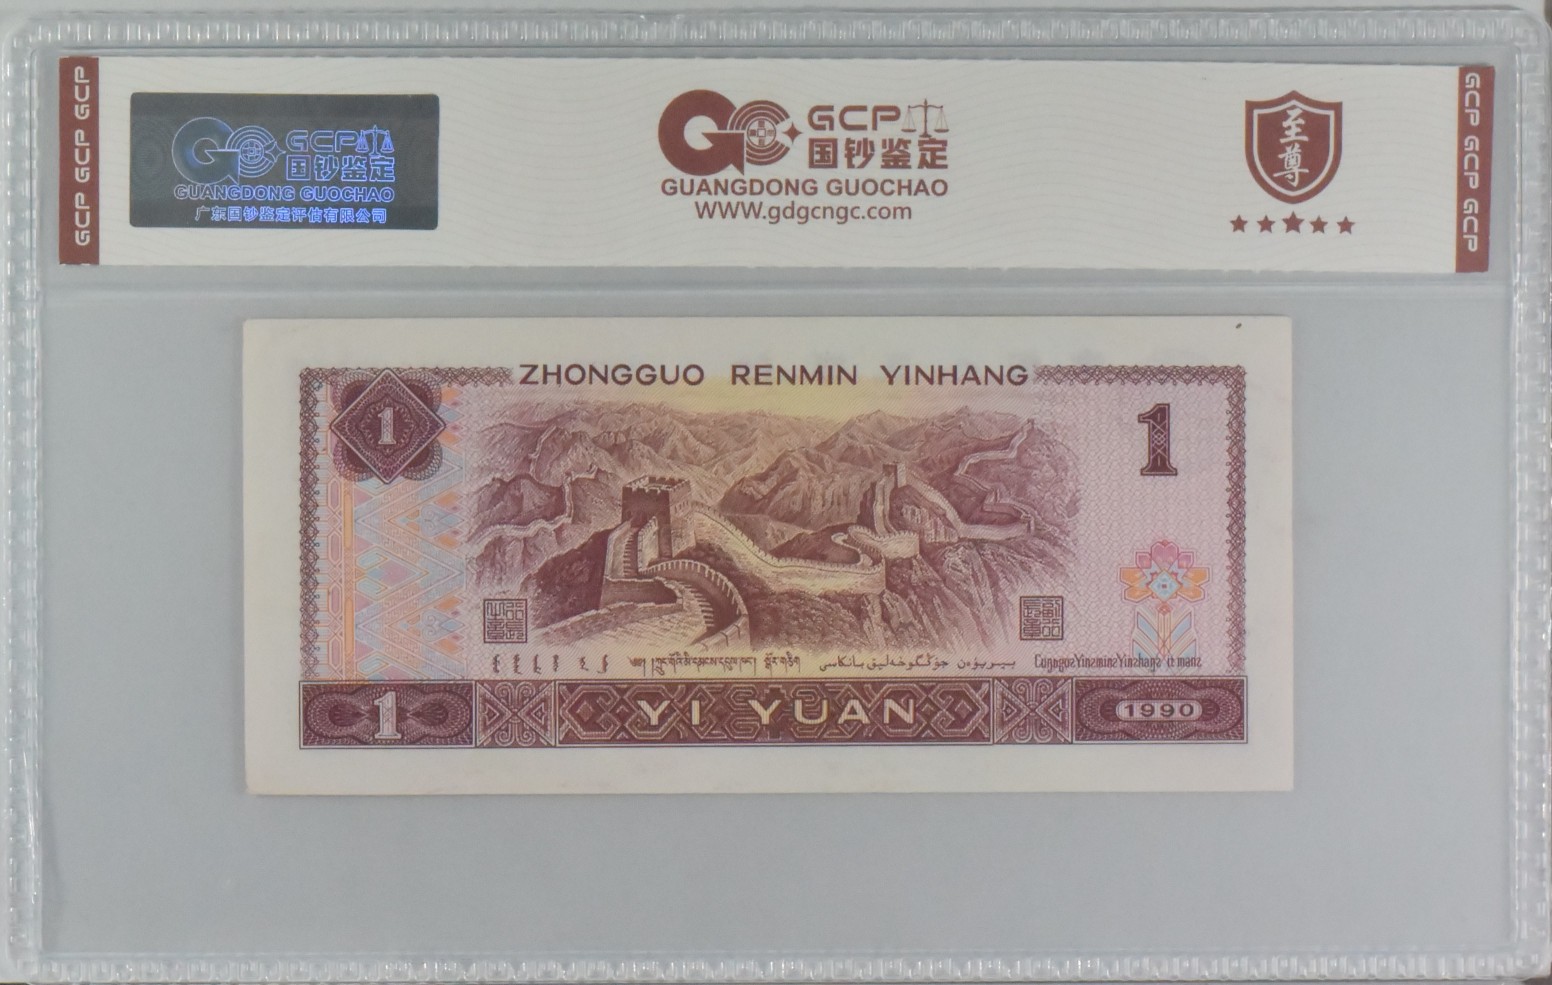 GCP GCP GCP
GCP 国钞鉴定
GUANGDONG GUOCHAO
广东国钞鉴定评估有限公司
GCP
国钞鉴定
GUANGDONG GUOCHAO
WWW.gdgcngc.com
至尊
GCP GCP GCP
ZHONGGUO RENMIN YINHANG
1
1
1
YI YUAN
1990